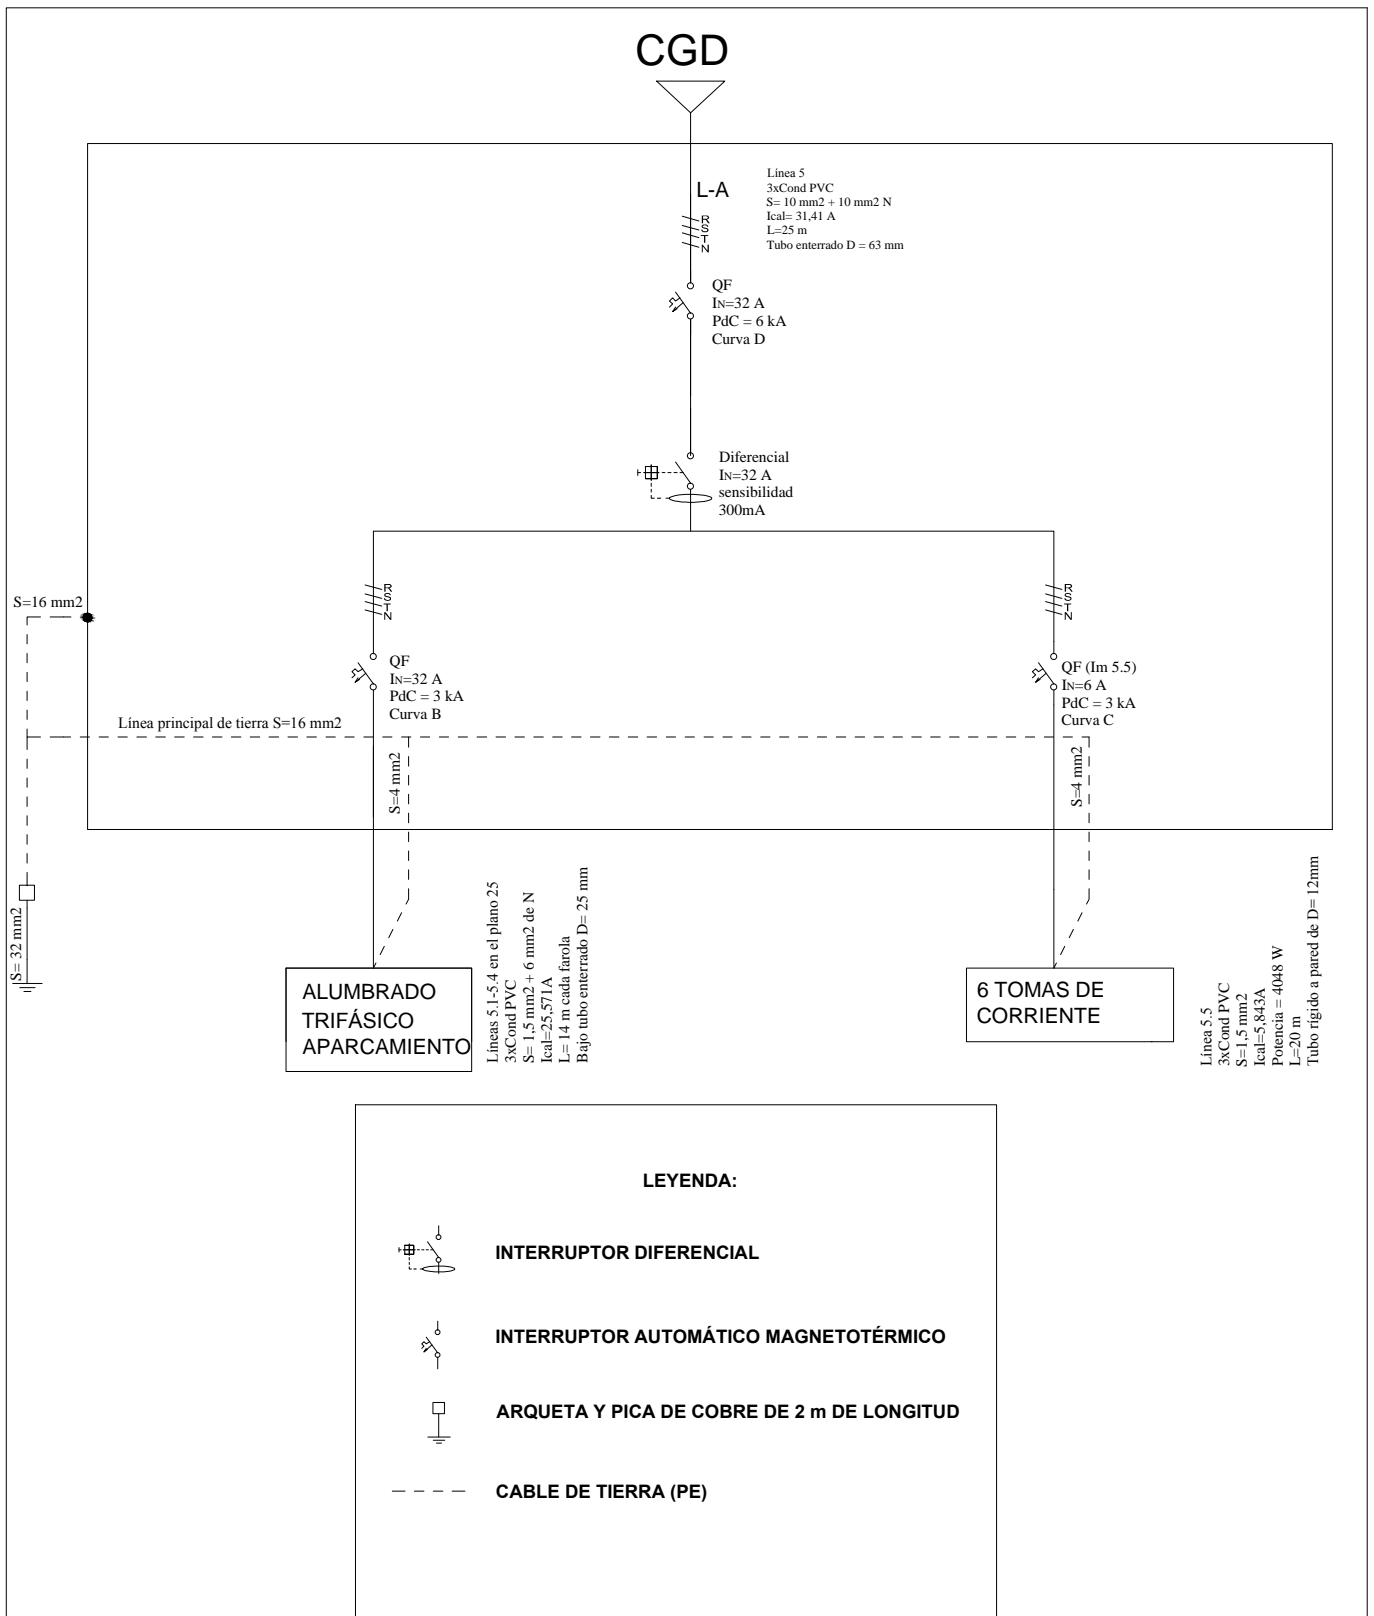 CGD
L-A
Línea 5
3xCond PVC
S= 10 mm2 + 10 mm2 N
Ical= 31,41 A
L=25 m
Tubo enterrado D = 63 mm
R
S
T
N
QF
IN=32 A
PdC = 6 kA
Curva D
Diferencial
IN=32 A
sensibilidad
300mA
R
S
T
N
R
S
T
N
S=16 mm2
QF
IN=32 A
PdC = 3 kA
Curva B
QF (Im 5.5)
IN=6 A
PdC = 3 kA
Curva C
Línea principal de tierra S=16 mm2
S=4 mm2
S=4 mm2
S= 32 mm2
ALUMBRADO
TRIFÁSICO
APARCAMIENTO
Líneas 5.1-5.4 en el plano 25
3xCond PVC
S= 1,5 mm2 + 6 mm2 de N
Ical=25,571A
L= 14 m cada farola
Bajo tubo enterrado D= 25 mm
6 TOMAS DE
CORRIENTE
Línea 5.5
3xCond PVC
S=1,5 mm2
Ical=5,843A
Potencia = 4048 W
L=20 m
Tubo rígido a pared de D= 12mm
LEYENDA:
INTERRUPTOR DIFERENCIAL
INTERRUPTOR AUTOMÁTICO MAGNETOTÉRMICO
ARQUETA Y PICA DE COBRE DE 2 m DE LONGITUD
CABLE DE TIERRA (PE)